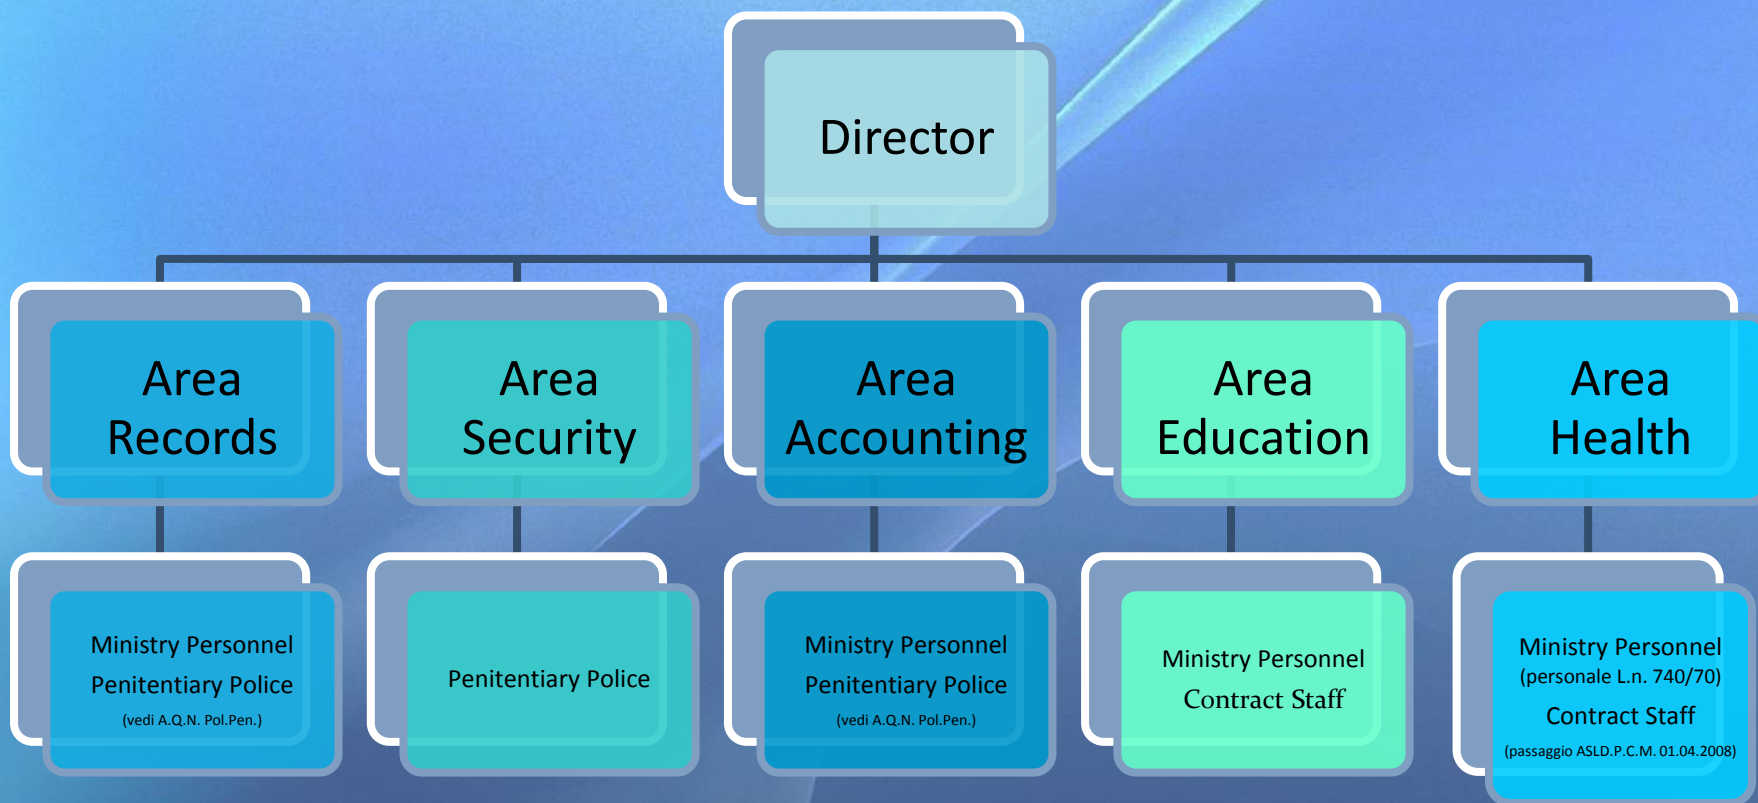 Director
Area
Records
Area
Security
Area
Accounting
Area
Education
Area
Health
Ministry Personnel
Penitentiary Police
(vedi A.Q.N. Pol.Pen.)
Penitentiary Police
Ministry Personnel
Penitentiary Police
(vedi A.Q.N. Pol.Pen.)
Ministry Personnel
Contract Staff
Ministry Personnel
(personale L.n. 740/70)
Contract Staff
(passaggio ASLD.P.C.M. 01.04.2008)